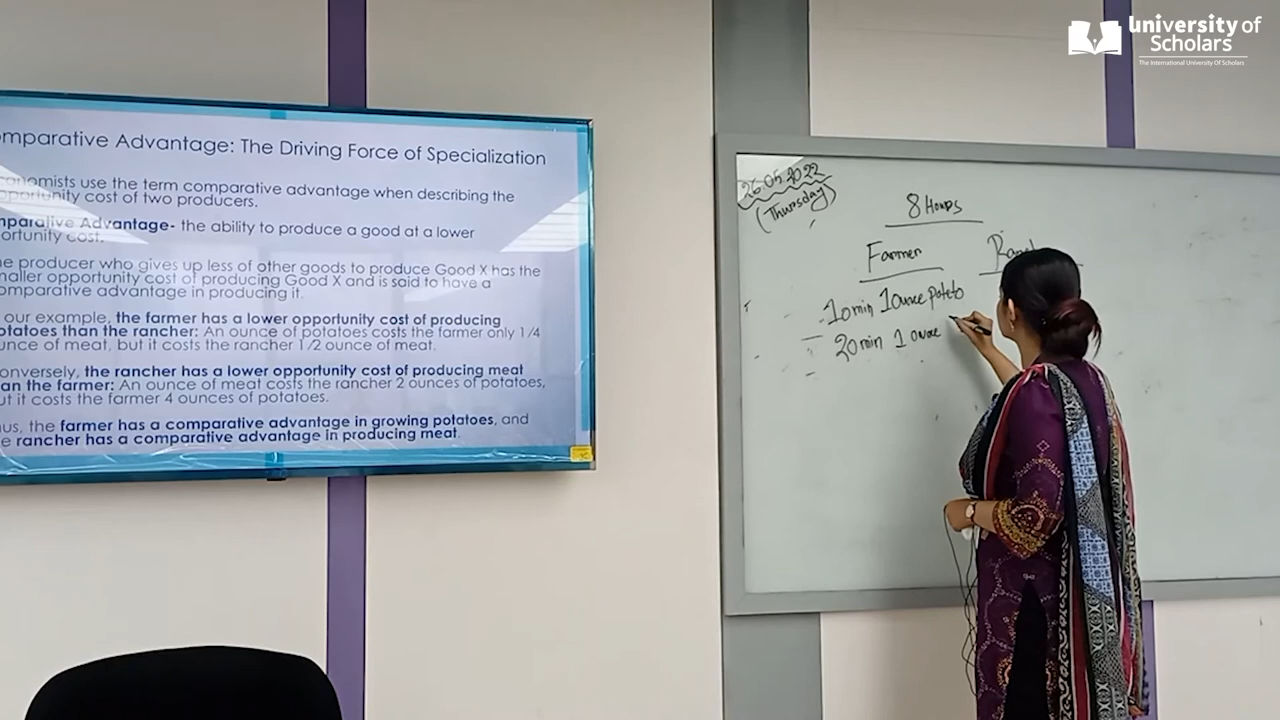 university of
Scholars
The International University Of Scholars
omparative Advantage: The Driving Force of Specialization
conomists use the term comparative advantage when describing the
pportunity cost of two producers.
mparative Advantage- the ability to produce a good at a lower
ortunity cost.
he producer who gives up less of other goods to produce Good X has the
maller opportunity cost of producing Good X and is said to have a
omparative advantage in producing it.
our example, the farmer has a lower opportunity cost of producing
otatoes than the rancher: An ounce of potatoes costs the farmer only 1/4
unce of meat, but it costs the rancher 1/2 ounce of meat.
onversely, the rancher has a lower opportunity cost of producing meat
an the farmer: An ounce of meat costs the rancher 2 ounces of potatoes,
ut it costs the farmer 4 ounces of potatoes.
us, the farmer has a comparative advantage in growing potatoes, and
e rancher has a comparative advantage in producing meat.
26.05.2022
(Thursday)
8 Hours
Farmer
10 min 1 ounce poteto
20 min 1 ounce